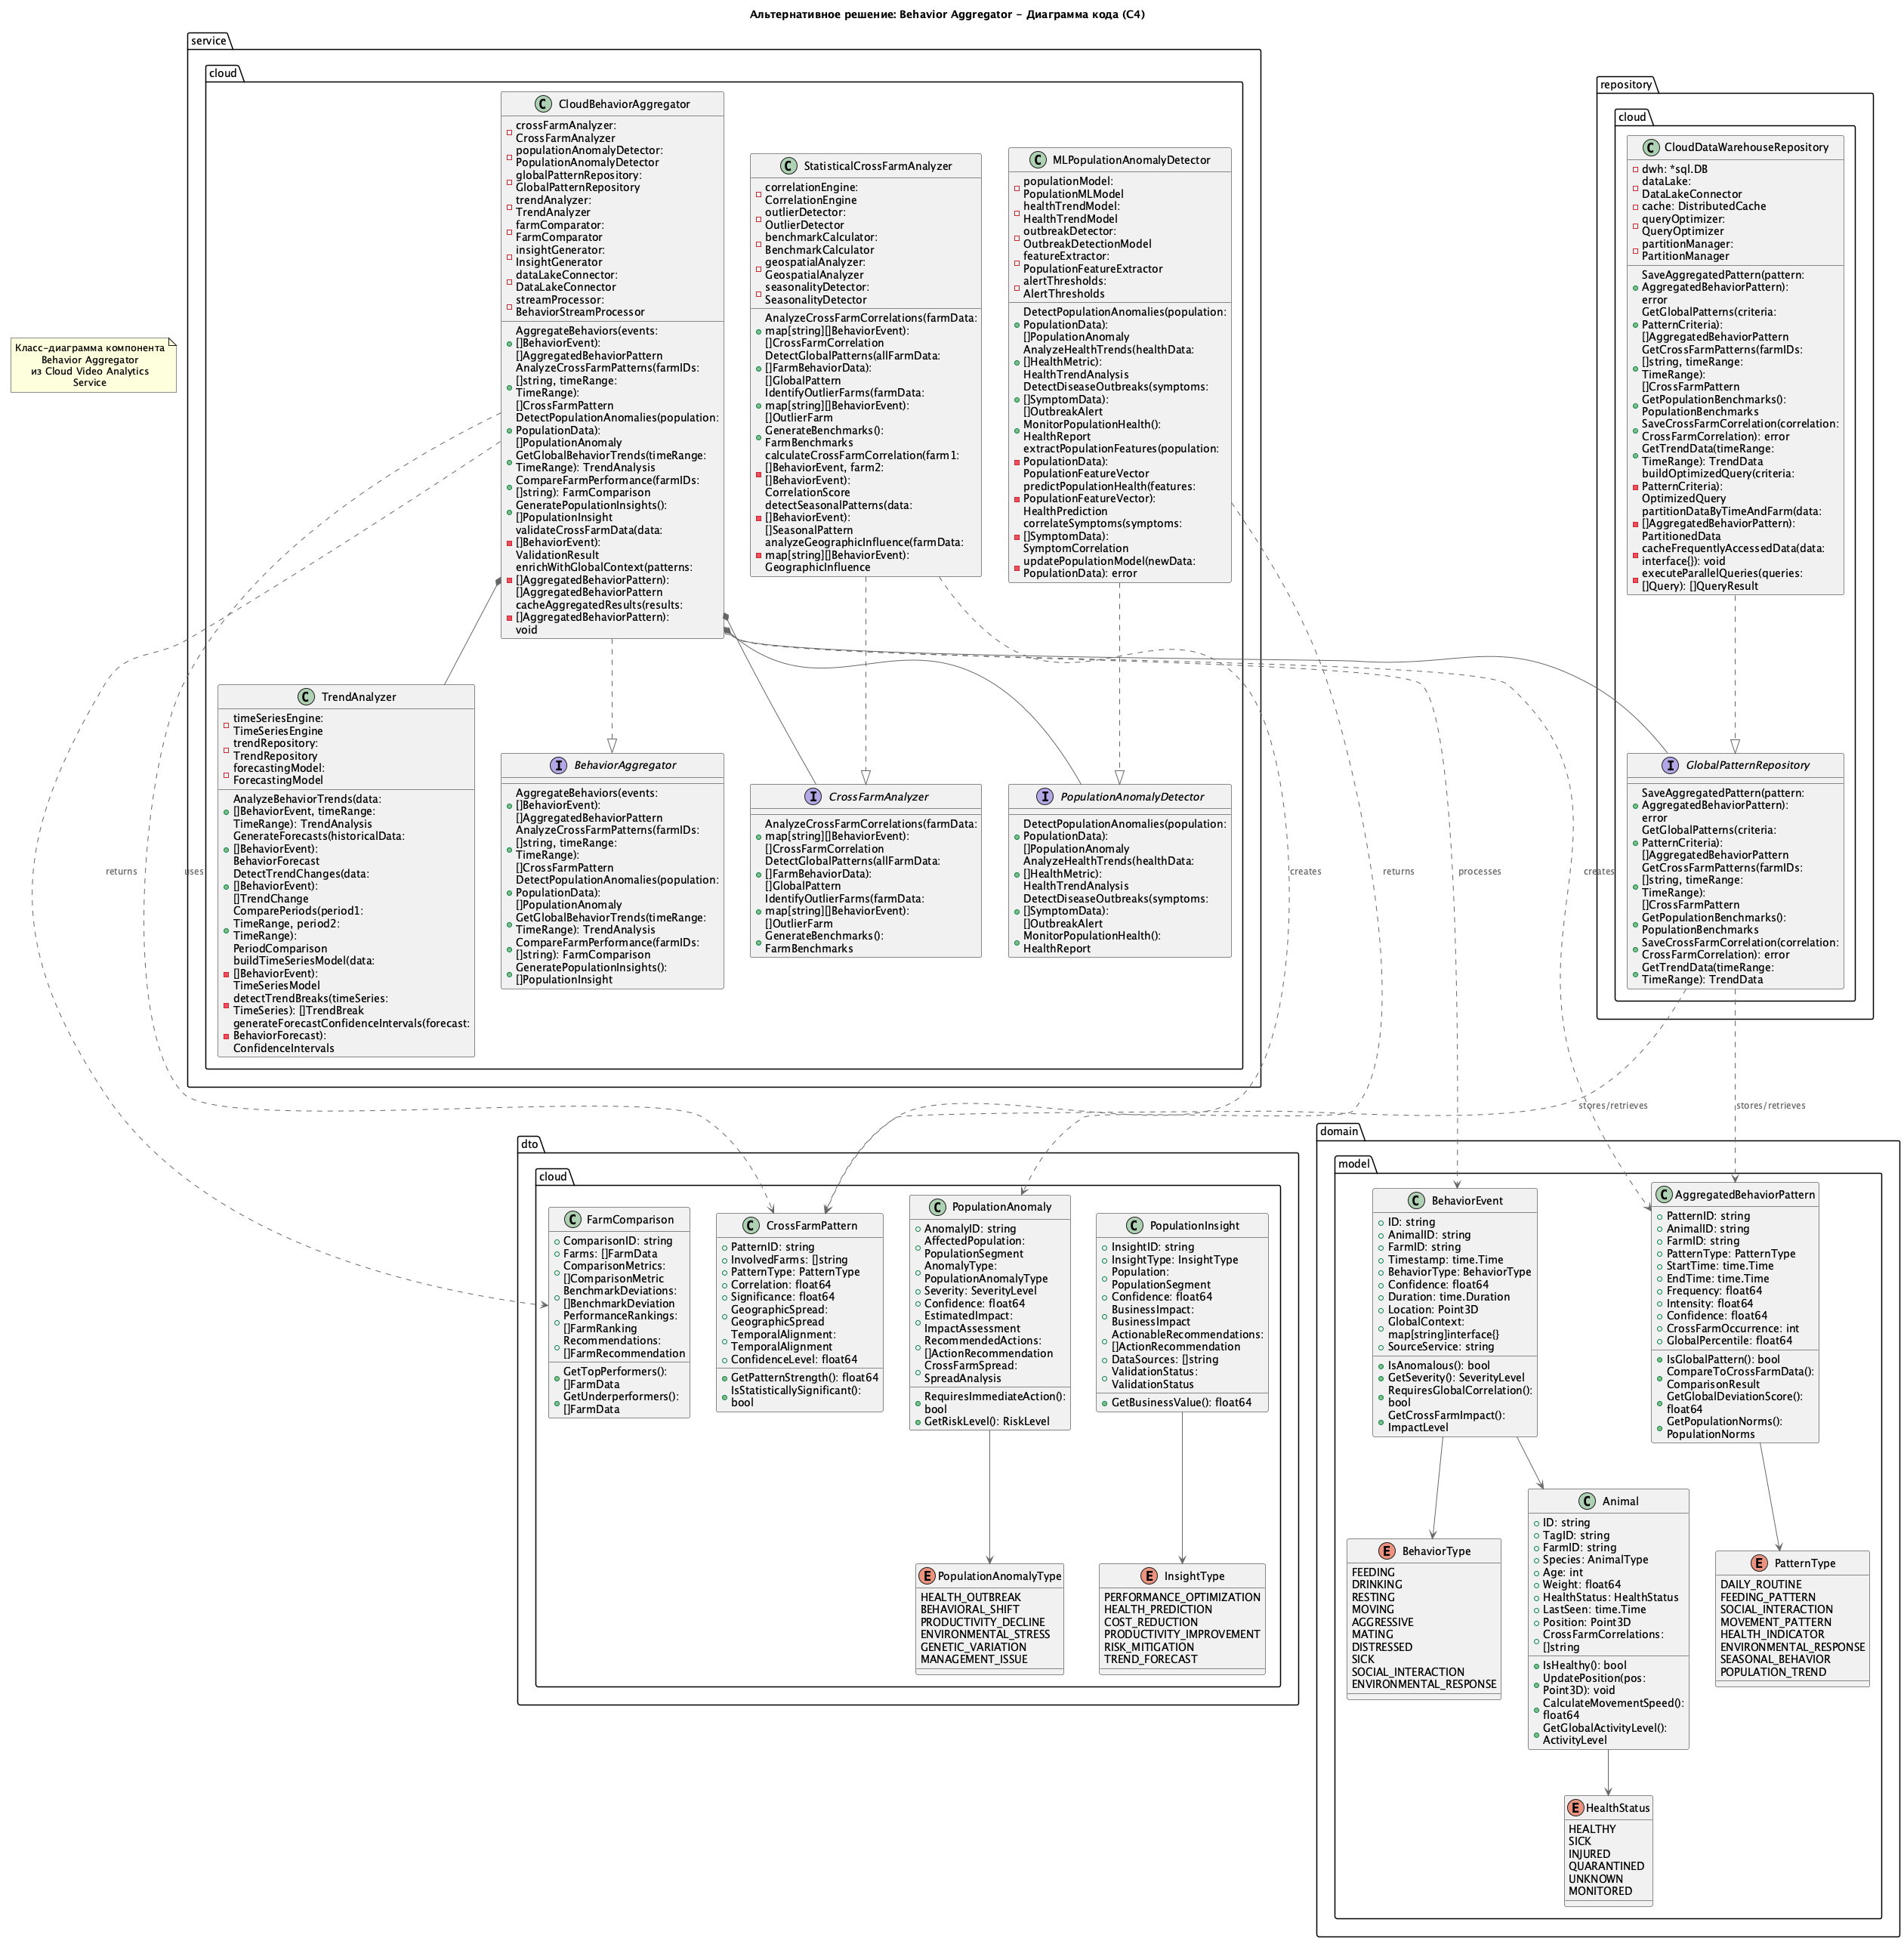 Альтернативное решение: Behavior Aggregator - Диаграмма кода (C4)
service
cloud
CloudBehaviorAggregator
crossFarmAnalyzer:
CrossFarmAnalyzer
populationAnomalyDetector:
PopulationAnomalyDetector
globalPatternRepository:
GlobalPatternRepository
trendAnalyzer:
TrendAnalyzer
farmComparator:
FarmComparator
insightGenerator:
InsightGenerator
dataLakeConnector:
DataLakeConnector
streamProcessor:
BehaviorStreamProcessor
AggregateBehaviors(events:
[]BehaviorEvent):
[]AggregatedBehaviorPattern
AnalyzeCrossFarmPatterns(farmIDs:
[]string, timeRange:
TimeRange):
[]CrossFarmPattern
DetectPopulationAnomalies(population:
PopulationData):
[]PopulationAnomaly
GetGlobalBehaviorTrends(timeRange:
TimeRange): TrendAnalysis
CompareFarmPerformance(farmIDs:
[]string): FarmComparison
GeneratePopulationInsights():
[]PopulationInsight
validateCrossFarmData(data:
[]BehaviorEvent):
ValidationResult
enrichWithGlobalContext(patterns:
[]AggregatedBehaviorPattern):
[]AggregatedBehaviorPattern
cacheAggregatedResults(results:
[]AggregatedBehaviorPattern):
void
StatisticalCrossFarmAnalyzer
correlationEngine:
CorrelationEngine
outlierDetector:
OutlierDetector
benchmarkCalculator:
BenchmarkCalculator
geospatialAnalyzer:
GeospatialAnalyzer
seasonalityDetector:
SeasonalityDetector
AnalyzeCrossFarmCorrelations(farmData:
map[string][]BehaviorEvent):
[]CrossFarmCorrelation
DetectGlobalPatterns(allFarmData:
[]FarmBehaviorData):
[]GlobalPattern
IdentifyOutlierFarms(farmData:
map[string][]BehaviorEvent):
[]OutlierFarm
GenerateBenchmarks():
FarmBenchmarks
calculateCrossFarmCorrelation(farm1:
[]BehaviorEvent, farm2:
[]BehaviorEvent):
CorrelationScore
detectSeasonalPatterns(data:
[]BehaviorEvent):
[]SeasonalPattern
analyzeGeographicInfluence(farmData:
map[string][]BehaviorEvent):
GeographicInfluence
MLPopulationAnomalyDetector
populationModel:
PopulationMLModel
healthTrendModel:
HealthTrendModel
outbreakDetector:
OutbreakDetectionModel
featureExtractor:
PopulationFeatureExtractor
alertThresholds:
AlertThresholds
DetectPopulationAnomalies(population:
PopulationData):
[]PopulationAnomaly
AnalyzeHealthTrends(healthData:
[]HealthMetric):
HealthTrendAnalysis
DetectDiseaseOutbreaks(symptoms:
[]SymptomData):
[]OutbreakAlert
MonitorPopulationHealth():
HealthReport
extractPopulationFeatures(population:
PopulationData):
PopulationFeatureVector
predictPopulationHealth(features:
PopulationFeatureVector):
HealthPrediction
correlateSymptoms(symptoms:
[]SymptomData):
SymptomCorrelation
updatePopulationModel(newData:
PopulationData): error
repository
cloud
CloudDataWarehouseRepository
dwh: *sql.DB
dataLake:
DataLakeConnector
cache: DistributedCache
queryOptimizer:
QueryOptimizer
partitionManager:
PartitionManager
SaveAggregatedPattern(pattern:
AggregatedBehaviorPattern):
error
GetGlobalPatterns(criteria:
PatternCriteria):
[]AggregatedBehaviorPattern
GetCrossFarmPatterns(farmIDs:
[]string, timeRange:
TimeRange):
[]CrossFarmPattern
GetPopulationBenchmarks():
PopulationBenchmarks
SaveCrossFarmCorrelation(correlation:
CrossFarmCorrelation): error
GetTrendData(timeRange:
TimeRange): TrendData
buildOptimizedQuery(criteria:
PatternCriteria):
OptimizedQuery
partitionDataByTimeAndFarm(data:
[]AggregatedBehaviorPattern):
PartitionedData
cacheFrequentlyAccessedData(data:
interface{}): void
executeParallelQueries(queries:
[]Query): []QueryResult
Класс-диаграмма компонента
Behavior Aggregator
из Cloud Video Analytics
Service
TrendAnalyzer
timeSeriesEngine:
TimeSeriesEngine
trendRepository:
TrendRepository
forecastingModel:
ForecastingModel
AnalyzeBehaviorTrends(data:
[]BehaviorEvent, timeRange:
TimeRange): TrendAnalysis
GenerateForecasts(historicalData:
[]BehaviorEvent):
BehaviorForecast
DetectTrendChanges(data:
[]BehaviorEvent):
[]TrendChange
ComparePeriods(period1:
TimeRange, period2:
TimeRange):
PeriodComparison
buildTimeSeriesModel(data:
[]BehaviorEvent):
TimeSeriesModel
detectTrendBreaks(timeSeries:
TimeSeries): []TrendBreak
generateForecastConfidenceIntervals(forecast:
BehaviorForecast):
ConfidenceIntervals
BehaviorAggregator
AggregateBehaviors(events:
[]BehaviorEvent):
[]AggregatedBehaviorPattern
AnalyzeCrossFarmPatterns(farmIDs:
[]string, timeRange:
TimeRange):
[]CrossFarmPattern
DetectPopulationAnomalies(population:
PopulationData):
[]PopulationAnomaly
GetGlobalBehaviorTrends(timeRange:
TimeRange): TrendAnalysis
CompareFarmPerformance(farmIDs:
[]string): FarmComparison
GeneratePopulationInsights():
[]PopulationInsight
CrossFarmAnalyzer
AnalyzeCrossFarmCorrelations(farmData:
map[string][]BehaviorEvent):
[]CrossFarmCorrelation
DetectGlobalPatterns(allFarmData:
[]FarmBehaviorData):
[]GlobalPattern
IdentifyOutlierFarms(farmData:
map[string][]BehaviorEvent):
[]OutlierFarm
GenerateBenchmarks():
FarmBenchmarks
PopulationAnomalyDetector
DetectPopulationAnomalies(population:
PopulationData):
[]PopulationAnomaly
AnalyzeHealthTrends(healthData:
[]HealthMetric):
HealthTrendAnalysis
DetectDiseaseOutbreaks(symptoms:
[]SymptomData):
[]OutbreakAlert
MonitorPopulationHealth():
HealthReport
GlobalPatternRepository
SaveAggregatedPattern(pattern:
AggregatedBehaviorPattern):
error
GetGlobalPatterns(criteria:
PatternCriteria):
[]AggregatedBehaviorPattern
GetCrossFarmPatterns(farmIDs:
[]string, timeRange:
TimeRange):
[]CrossFarmPattern
GetPopulationBenchmarks():
PopulationBenchmarks
SaveCrossFarmCorrelation(correlation:
CrossFarmCorrelation): error
GetTrendData(timeRange:
TimeRange): TrendData
returns
uses
creates
returns
processes
creates
stores/retrieves
stores/retrieves
dto
cloud
FarmComparison
ComparisonID: string
Farms: []FarmData
ComparisonMetrics:
[]ComparisonMetric
BenchmarkDeviations:
[]BenchmarkDeviation
PerformanceRankings:
[]FarmRanking
Recommendations:
[]FarmRecommendation
GetTopPerformers():
[]FarmData
GetUnderperformers():
[]FarmData
CrossFarmPattern
PatternID: string
InvolvedFarms: []string
PatternType: PatternType
Correlation: float64
Significance: float64
GeographicSpread:
GeographicSpread
TemporalAlignment:
TemporalAlignment
ConfidenceLevel: float64
GetPatternStrength(): float64
IsStatisticallySignificant():
bool
PopulationAnomaly
AnomalyID: string
AffectedPopulation:
PopulationSegment
AnomalyType:
PopulationAnomalyType
Severity: SeverityLevel
Confidence: float64
EstimatedImpact:
ImpactAssessment
RecommendedActions:
[]ActionRecommendation
CrossFarmSpread:
SpreadAnalysis
RequiresImmediateAction():
bool
GetRiskLevel(): RiskLevel
PopulationInsight
InsightID: string
InsightType: InsightType
Population:
PopulationSegment
Confidence: float64
BusinessImpact:
BusinessImpact
ActionableRecommendations:
[]ActionRecommendation
DataSources: []string
ValidationStatus:
ValidationStatus
GetBusinessValue(): float64
PopulationAnomalyType
HEALTH_OUTBREAK
BEHAVIORAL_SHIFT
PRODUCTIVITY_DECLINE
ENVIRONMENTAL_STRESS
GENETIC_VARIATION
MANAGEMENT_ISSUE
InsightType
PERFORMANCE_OPTIMIZATION
HEALTH_PREDICTION
COST_REDUCTION
PRODUCTIVITY_IMPROVEMENT
RISK_MITIGATION
TREND_FORECAST
domain
model
BehaviorEvent
ID: string
AnimalID: string
FarmID: string
Timestamp: time.Time
BehaviorType: BehaviorType
Confidence: float64
Duration: time.Duration
Location: Point3D
GlobalContext:
map[string]interface{}
SourceService: string
IsAnomalous(): bool
GetSeverity(): SeverityLevel
RequiresGlobalCorrelation():
bool
GetCrossFarmImpact():
ImpactLevel
AggregatedBehaviorPattern
PatternID: string
AnimalID: string
FarmID: string
PatternType: PatternType
StartTime: time.Time
EndTime: time.Time
Frequency: float64
Intensity: float64
Confidence: float64
CrossFarmOccurrence: int
GlobalPercentile: float64
IsGlobalPattern(): bool
CompareToCrossFarmData():
ComparisonResult
GetGlobalDeviationScore():
float64
GetPopulationNorms():
PopulationNorms
BehaviorType
FEEDING
DRINKING
RESTING
MOVING
AGGRESSIVE
MATING
DISTRESSED
SICK
SOCIAL_INTERACTION
ENVIRONMENTAL_RESPONSE
Animal
ID: string
TagID: string
FarmID: string
Species: AnimalType
Age: int
Weight: float64
HealthStatus: HealthStatus
LastSeen: time.Time
Position: Point3D
CrossFarmCorrelations:
[]string
IsHealthy(): bool
UpdatePosition(pos:
Point3D): void
CalculateMovementSpeed():
float64
GetGlobalActivityLevel():
ActivityLevel
PatternType
DAILY_ROUTINE
FEEDING_PATTERN
SOCIAL_INTERACTION
MOVEMENT_PATTERN
HEALTH_INDICATOR
ENVIRONMENTAL_RESPONSE
SEASONAL_BEHAVIOR
POPULATION_TREND
HealthStatus
HEALTHY
SICK
INJURED
QUARANTINED
UNKNOWN
MONITORED